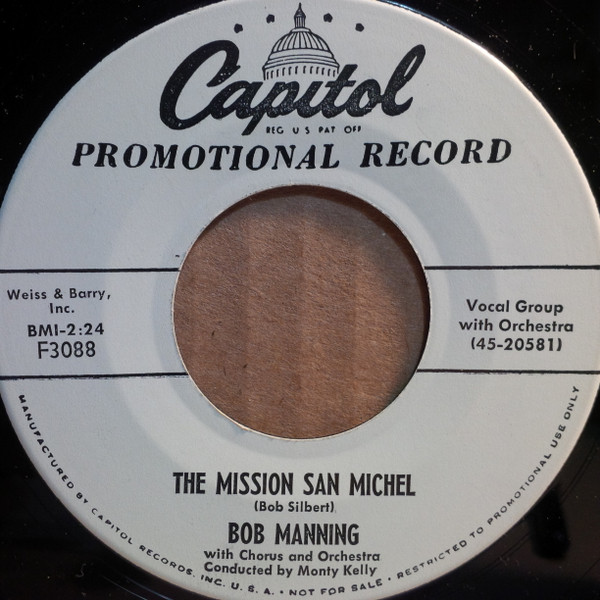 Capitol
REG U S PAT OFF
PROMOTIONAL RECORD
Weiss & Barry,
Inc.
BMI-2:24
F3088
Vocal Group
with Orchestra
(45-20581)
THE MISSION SAN MICHEL
(Bob Silbert)
BOB MANNING
with Chorus and Orchestra
Conducted by Monty Kelly
MANUFACTURED BY CAPITOL RECORDS, INC. U. S. A. • NOT FOR SALE • RESTRICTED TO PROMOTIONAL USE ONLY